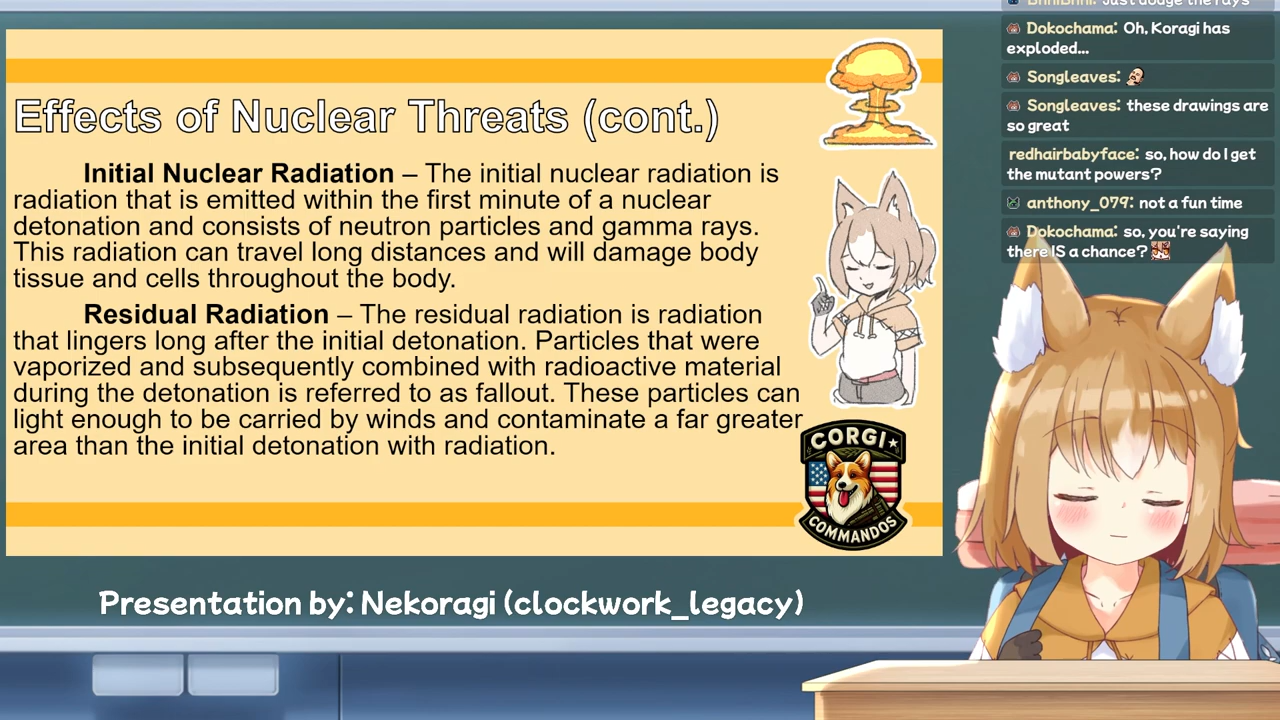 Effects of Nuclear Threats (cont.)
Initial Nuclear Radiation – The initial nuclear radiation is
radiation that is emitted within the first minute of a nuclear
detonation and consists of neutron particles and gamma rays.
This radiation can travel long distances and will damage body
tissue and cells throughout the body.
Residual Radiation – The residual radiation is radiation
that lingers long after the initial detonation. Particles that were
vaporized and subsequently combined with radioactive material
during the detonation is referred to as fallout. These particles can
light enough to be carried by winds and contaminate a far greater
area than the initial detonation with radiation.
CORGI
COMMANDOS
Presentation by: Nekoragi (clockwork_legacy)
Just dodge the rays
Dokochama: Oh, Koragi has
exploded...
Songleaves:
Songleaves: these drawings are
so great
redhairbabyface: so, how do I get
the mutant powers?
anthony_079: not a fun time
Dokochama: so, you're saying
there IS a chance?